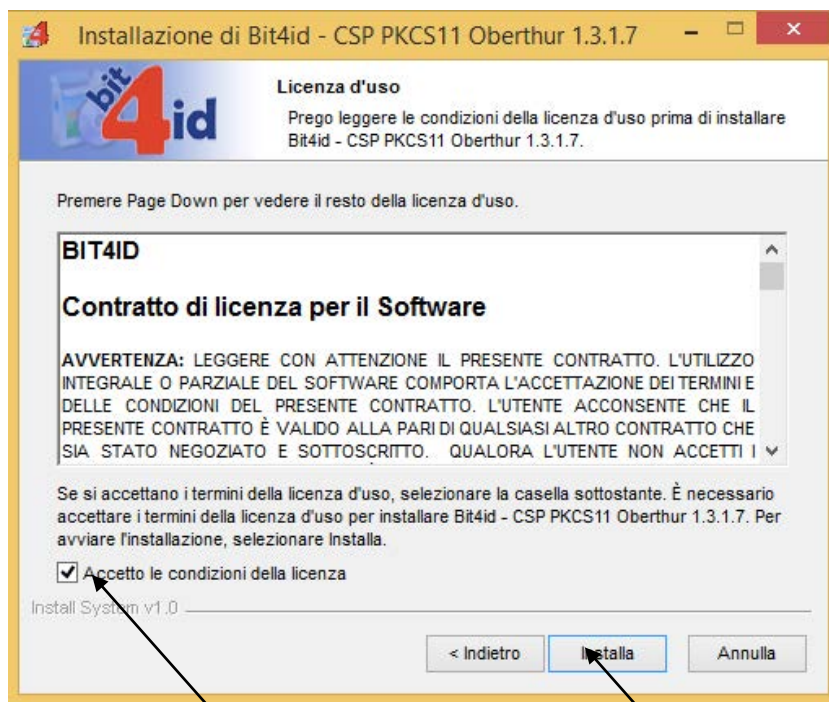 Installazione di Bit4id - CSP PKCS11 Oberthur 1.3.1.7
bit
4id
Licenza d'uso
Prego leggere le condizioni della licenza d'uso prima di installare
Bit4id - CSP PKCS11 Oberthur 1.3.1.7.
Premere Page Down per vedere il resto della licenza d'uso.
BIT4ID
Contratto di licenza per il Software
AVVERTENZA: LEGGERE CON ATTENZIONE IL PRESENTE CONTRATTO. L'UTILIZZO
INTEGRALE O PARZIALE DEL SOFTWARE COMPORTA L'ACCETTAZIONE DEI TERMINI E
DELLE CONDIZIONI DEL PRESENTE CONTRATTO. L'UTENTE ACCONSENTE CHE IL
PRESENTE CONTRATTO È VALIDO ALLA PARI DI QUALSIASI ALTRO CONTRATTO CHE
SIA STATO NEGOZIATO E SOTTOSCRITTO. QUALORA L'UTENTE NON ACCETTI I
Se si accettano i termini della licenza d'uso, selezionare la casella sottostante. È necessario
accettare i termini della licenza d'uso per installare Bit4id - CSP PKCS11 Oberthur 1.3.1.7. Per
avviare l'installazione, selezionare Installa.
Accetto le condizioni della licenza
Install System v1.0
< Indietro
Installa
Annulla